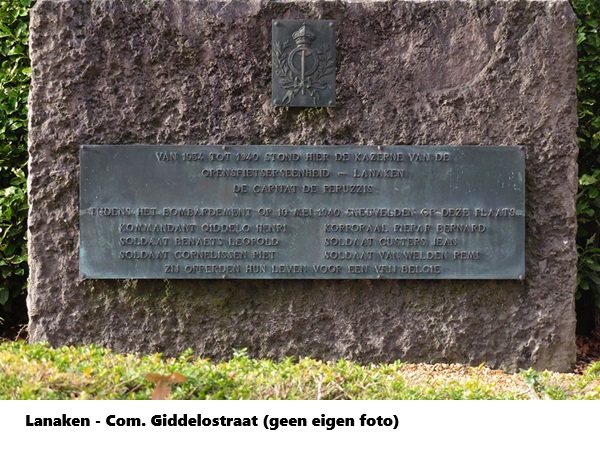 VAN 1934 TOT 1940 STOND HIER DE KAZERNE VAN DE
GRENSFIETSERSEENHEID – LANAKEN.
DE CARITAT DE PERUZZIS.
TIJDENS HET BOMBARDEMENT OP 10 MEI 1940 SNEUVELDEN OP DEZE PLAATS
KOMMANDANT GIDDELO HENRI KORPORAAL PIEPAR BERNARD
SOLDAAT BENAETS LEOPOLD SOLDAAT CUSTERS JEAN
SOLDAAT CORNELISSEN PIET SOLDAAT VAN WELDEN REMI
ZIJ OFFERDEN HUN LEVEN VOOR EEN VRIJ BELGIE
Lanaken - Com. Giddelostraat (geen eigen foto)